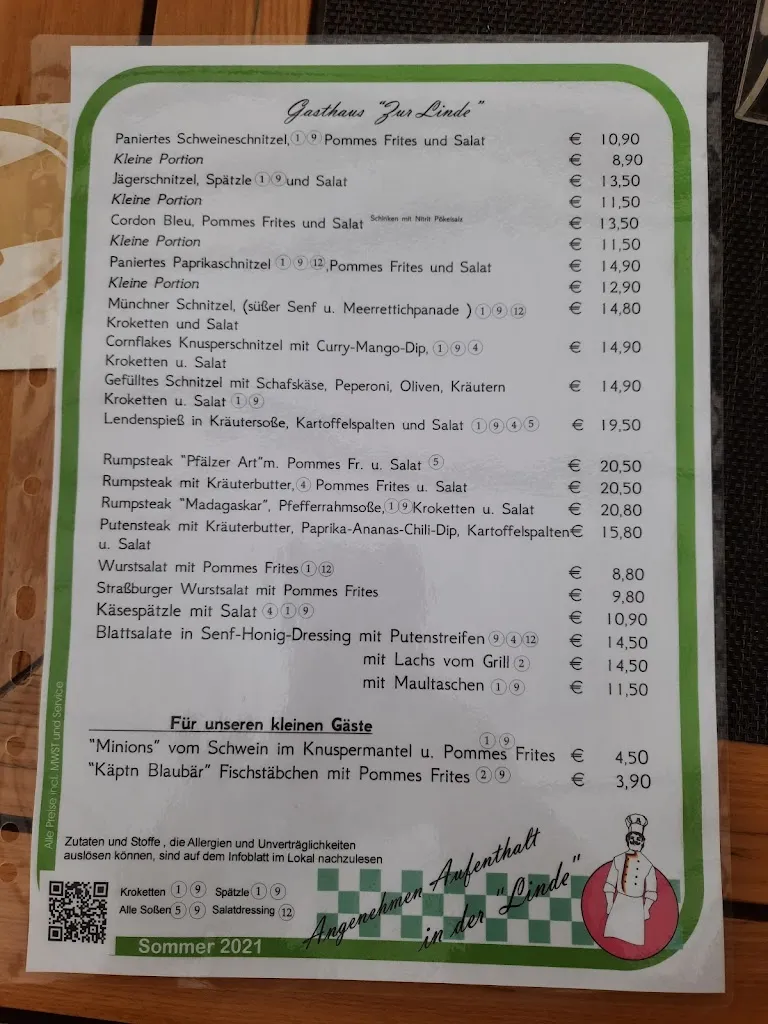 Gasthaus "Zur Linde"
Paniertes Schweineschnitzel, ① ⑨ Pommes Frites und Salat € 10,90
Kleine Portion € 8,90
Jägerschnitzel, Spätzle ① ⑨ und Salat € 13,50
Kleine Portion € 11,50
Cordon Bleu, Pommes Frites und Salat Schinken mit Nitrit Pökelsalz € 13,50
Kleine Portion € 11,50
Paniertes Paprikaschnitzel ① ⑨ ⑫,Pommes Frites und Salat € 14,90
Kleine Portion € 12,90
Münchner Schnitzel, (süßer Senf u. Meerrettichpanade ) ① ⑨ ⑫ € 14,80
Kroketten und Salat
Cornflakes Knusperschnitzel mit Curry-Mango-Dip, ① ⑨ ④ € 14,90
Kroketten u. Salat
Gefülltes Schnitzel mit Schafskäse, Peperoni, Oliven, Kräutern € 14,90
Kroketten u. Salat ① ⑨
Lendenspieß in Kräutersoße, Kartoffelspalten und Salat ① ⑨ ④ ⑤ € 19,50
Rumpsteak "Pfälzer Art"m. Pommes Fr. u. Salat ⑤ € 20,50
Rumpsteak mit Kräuterbutter, ④ Pommes Frites u. Salat € 20,50
Rumpsteak "Madagaskar", Pfefferrahmsoße, ① ⑨ Kroketten u. Salat € 20,80
Putensteak mit Kräuterbutter, Paprika-Ananas-Chili-Dip, Kartoffelspalten € 15,80
u. Salat
Wurstsalat mit Pommes Frites ① ⑫ € 8,80
Straßburger Wurstsalat mit Pommes Frites € 9,80
Käsespätzle mit Salat ④ ① ⑨ € 10,90
Blattsalate in Senf-Honig-Dressing mit Putenstreifen ⑨ ④ ⑫ € 14,50
mit Lachs vom Grill ② € 14,50
mit Maultaschen ① ⑨ € 11,50
Für unseren kleinen Gäste
① ⑨
"Minions" vom Schwein im Knuspermantel u. Pommes Frites € 4,50
"Käptn Blaubär" Fischstäbchen mit Pommes Frites ② ⑨ € 3,90
Alle Preise incl. MWST und Service
Zutaten und Stoffe , die Allergien und Unverträglichkeiten
auslösen können, sind auf dem Infoblatt im Lokal nachzulesen
Kroketten ① ⑨ Spätzle ① ⑨
Alle Soßen ⑤ ⑨ Salatdressing ⑫
Angenehmen Aufenthalt
in der "Linde"
Sommer 2021